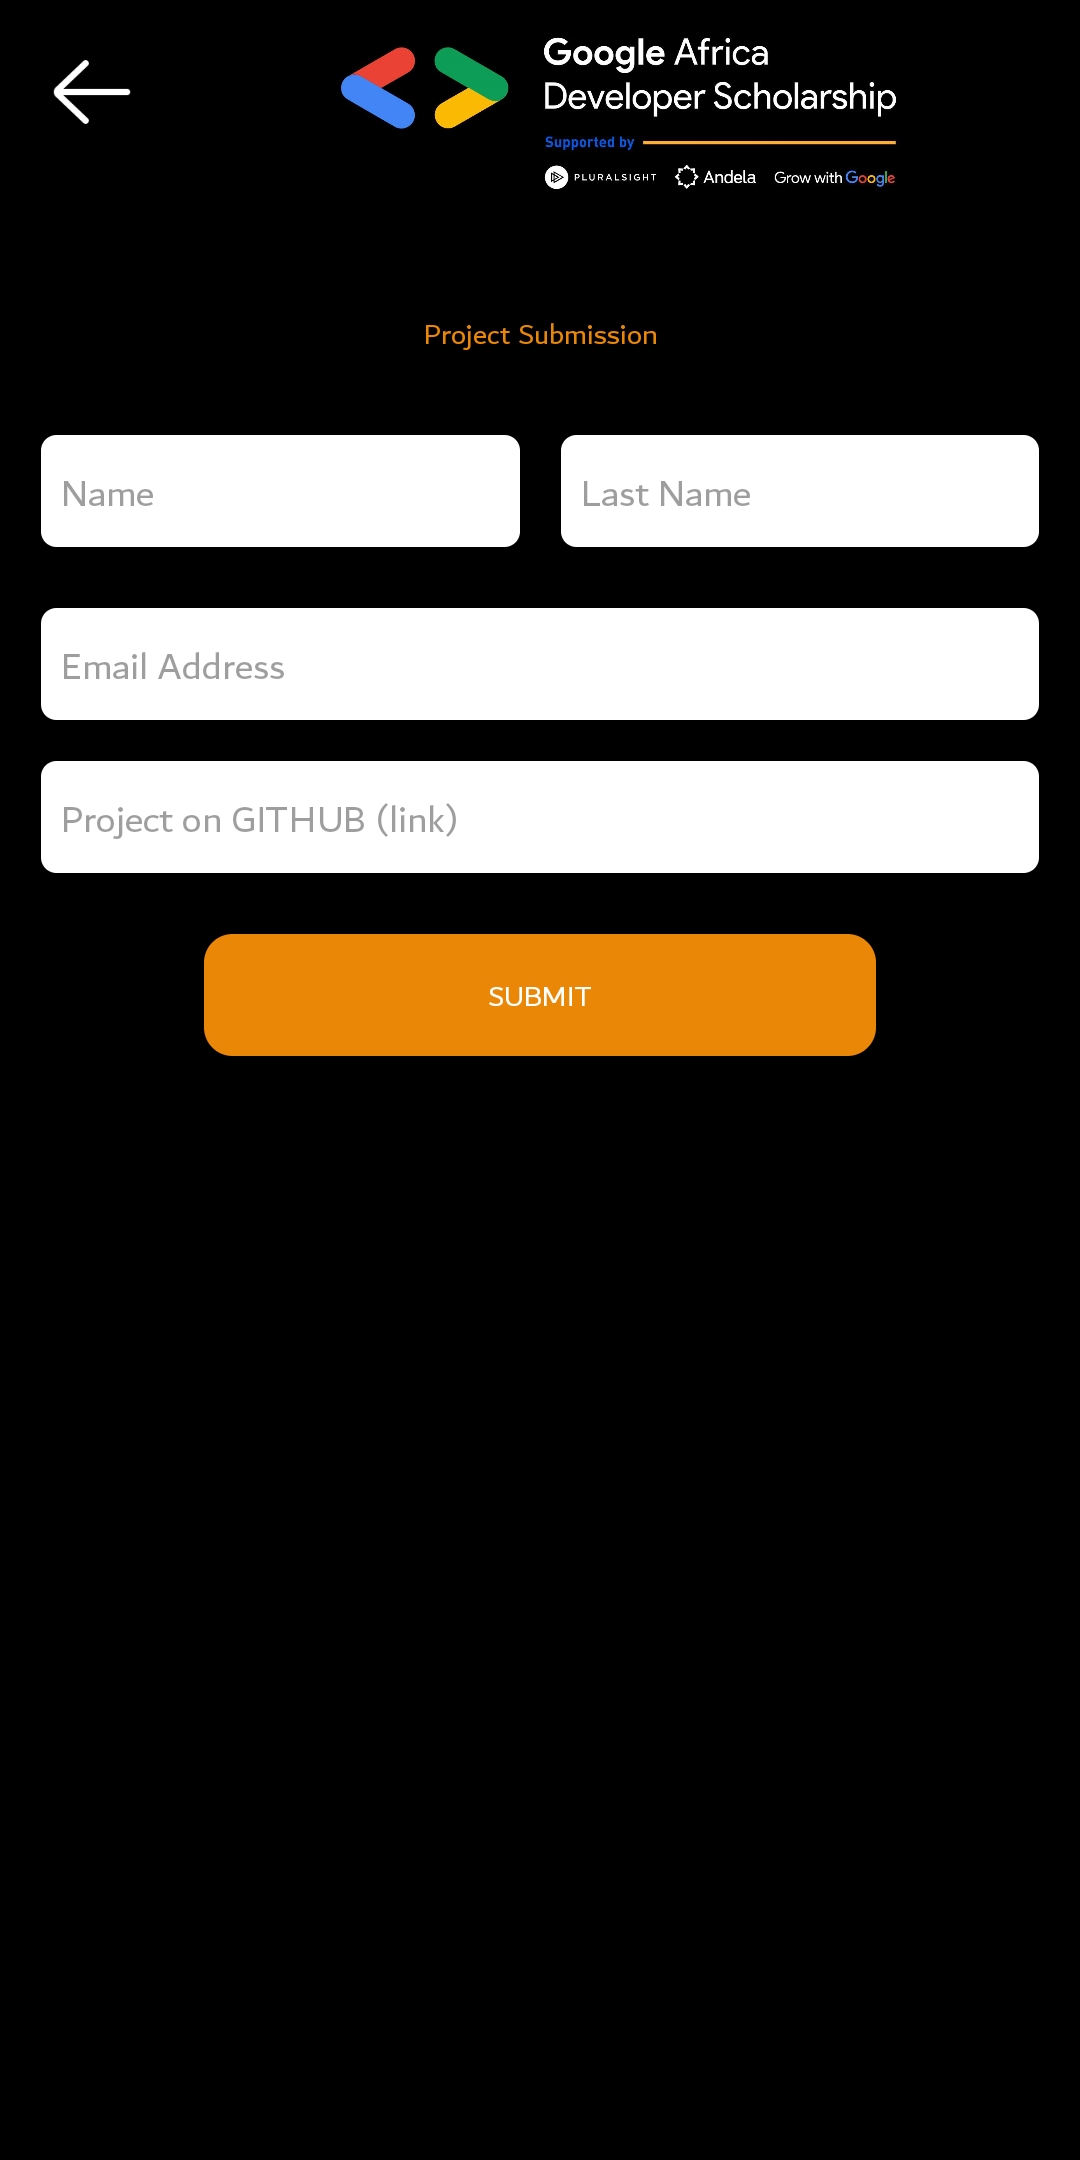 Google Africa
Developer Scholarship
Supported by
PLURALSIGHT Andela Grow with Google
Project Submission
Name Last Name
Email Address
Project on GITHUB (link)
SUBMIT